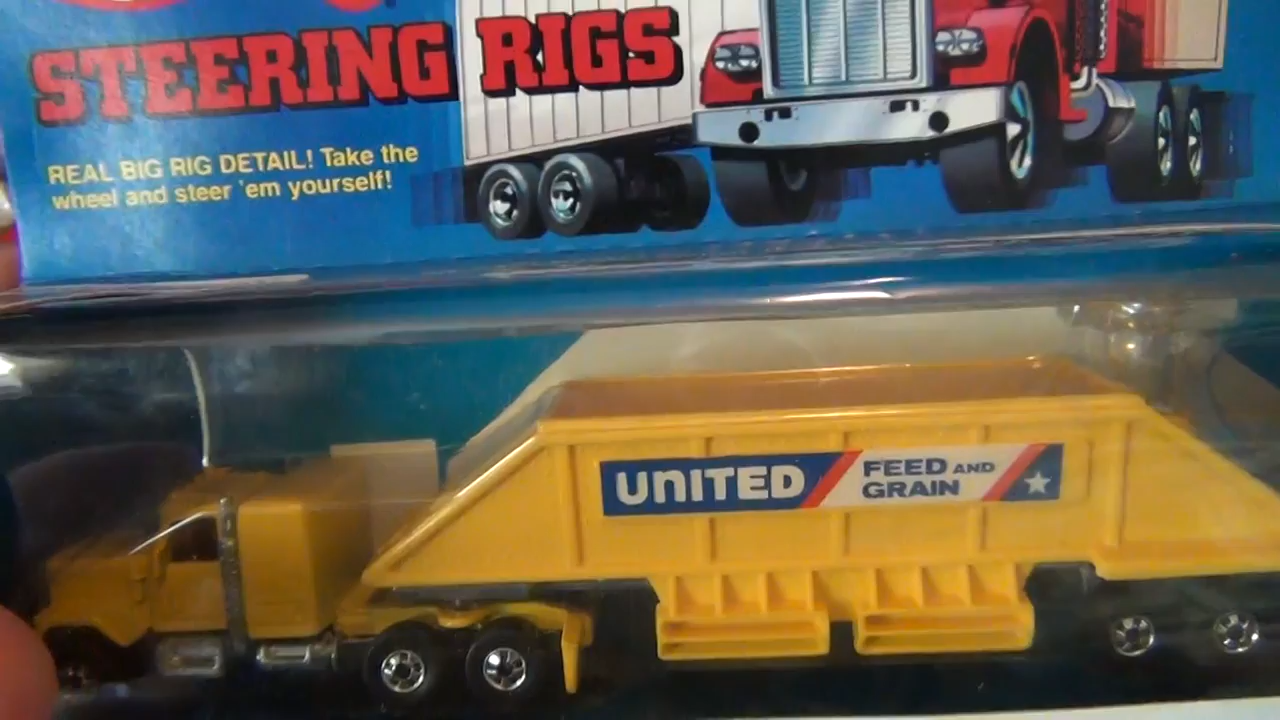 STEERING RIGS
REAL BIG RIG DETAIL! Take the
wheel and steer 'em yourself!
UNITED FEED AND
GRAIN